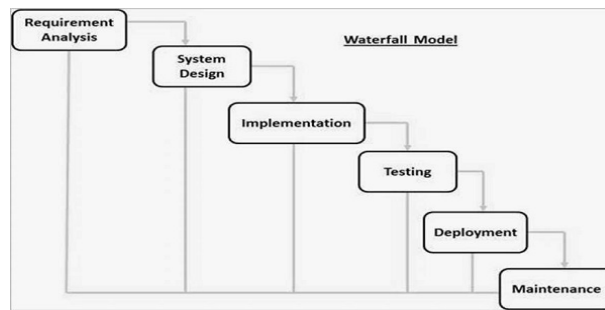 Requirement
Analysis
Waterfall Model
System
Design
Implementation
Testing
Deployment
Maintenance